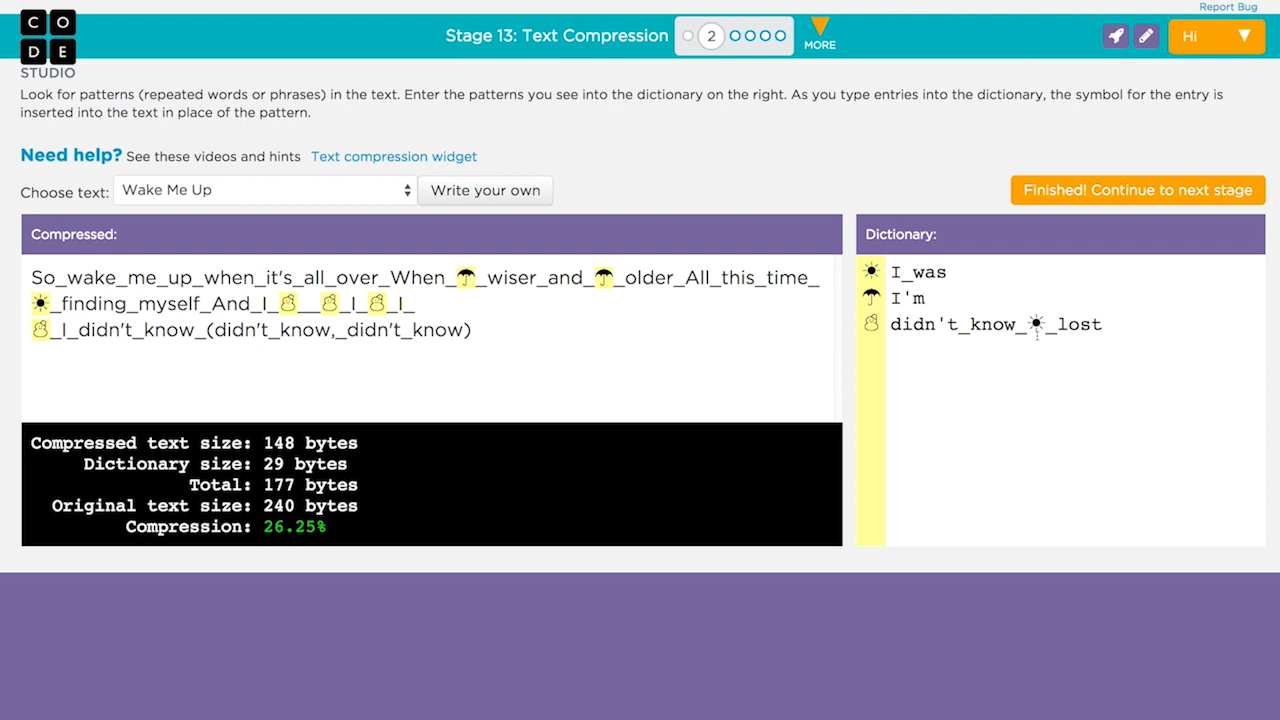 Report Bug
C O
D E
STUDIO
Stage 13: Text Compression
2
MORE
Hi
Look for patterns (repeated words or phrases) in the text. Enter the patterns you see into the dictionary on the right. As you type entries into the dictionary, the symbol for the entry is
inserted into the text in place of the pattern.
Need help? See these videos and hints Text compression widget
Choose text: Wake Me Up Write your own
Finished! Continue to next stage
Compressed:
So_wake_me_up_when_it's_all_over_When_☂_wiser_and_☂_older_All_this_time_
☀_finding_myself_And_I_☃__☃_I_☃_I_
☃_I_didn't_know_(didn't_know,_didn't_know)
Compressed text size: 148 bytes
Dictionary size: 29 bytes
Total: 177 bytes
Original text size: 240 bytes
Compression: 26.25%
Dictionary:
☀ I_was
☂ I'm
☃ didn't_know_☀_lost